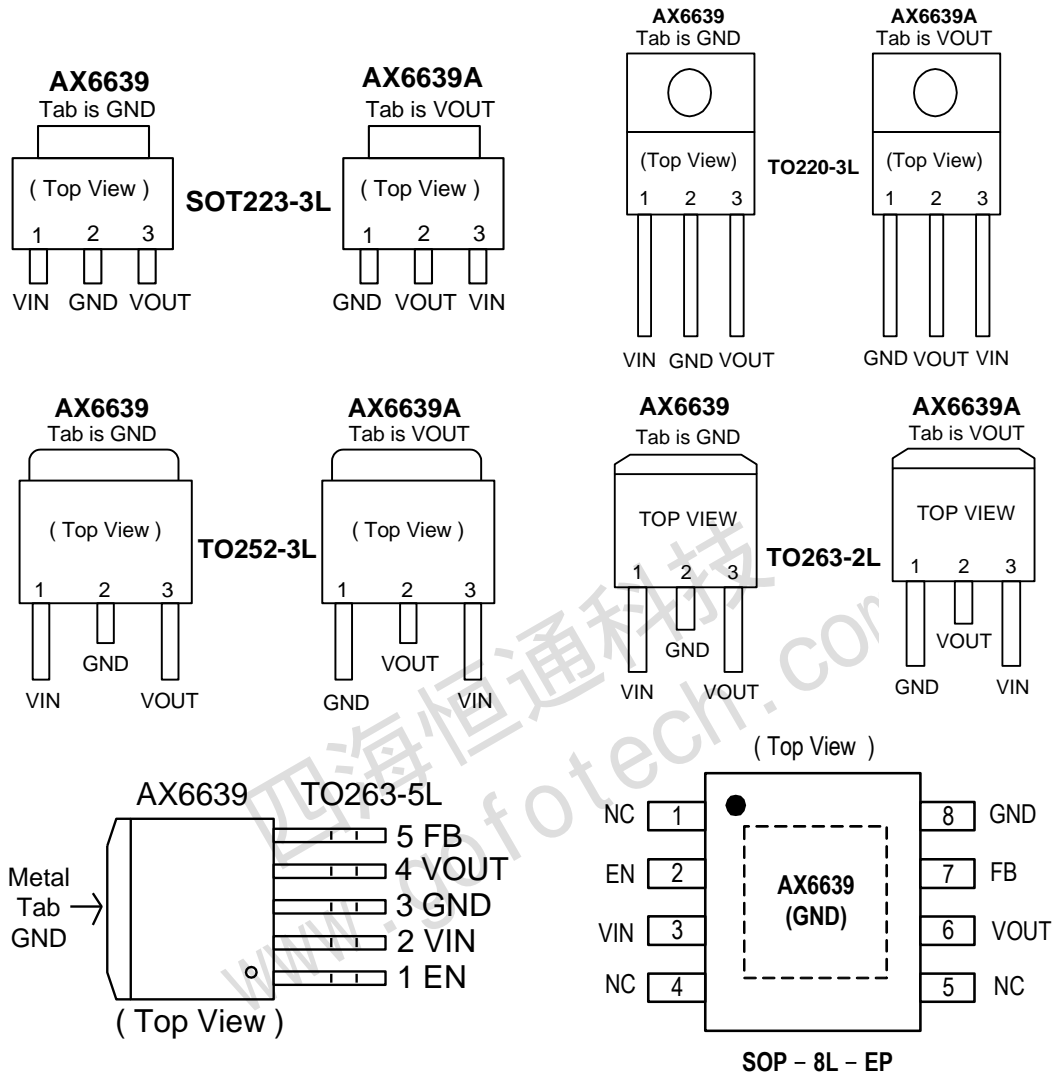 AX6639
Tab is GND
AX6639A
Tab is VOUT
( Top View )
1 2 3
VIN GND VOUT
SOT223-3L
( Top View )
1 2 3
GND VOUT VIN
AX6639
Tab is GND
AX6639A
Tab is VOUT
(Top View)
1 2 3
VIN GND VOUT
TO220-3L
(Top View)
1 2 3
GND VOUT VIN
AX6639
Tab is GND
AX6639A
Tab is VOUT
( Top View )
1 2 3
GND
VIN VOUT
TO252-3L
( Top View )
1 2 3
VOUT
GND VIN
AX6639
Tab is GND
AX6639A
Tab is VOUT
TOP VIEW
1 2 3
GND
VIN VOUT
TO263-2L
TOP VIEW
1 2 3
VOUT
GND VIN
四海恒通科技
www.gofotech.com
AX6639 TO263-5L
Metal
Tab
GND
5 FB
4 VOUT
3 GND
2 VIN
1 EN
( Top View )
( Top View )
NC 1
EN 2
VIN 3
NC 4
AX6639
(GND)
8 GND
7 FB
6 VOUT
5 NC
SOP – 8L – EP